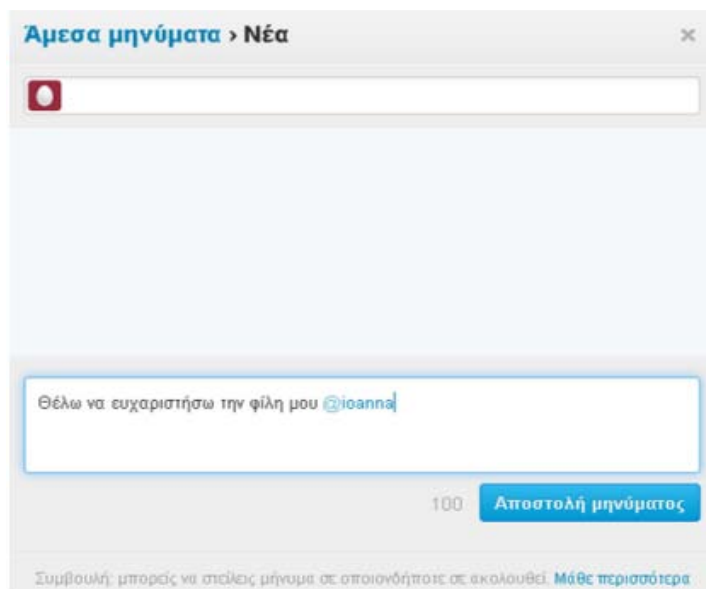 Άμεσα μηνύματα › Νέα
×
Θέλω να ευχαριστήσω την φίλη μου @ioanna
100 Αποστολή μηνύματος
Συμβουλή: μπορείς να στείλεις μήνυμα σε οποιονδήποτε σε ακολουθεί. Μάθε περισσότερα